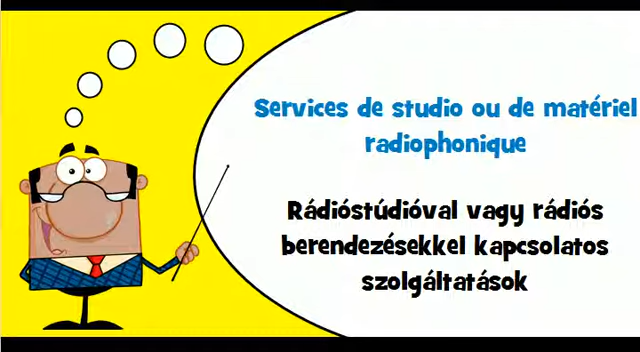 Services de studio ou de matériel
radiophonique
Rádióstúdióval vagy rádiós
berendezésekkel kapcsolatos
szolgáltatások